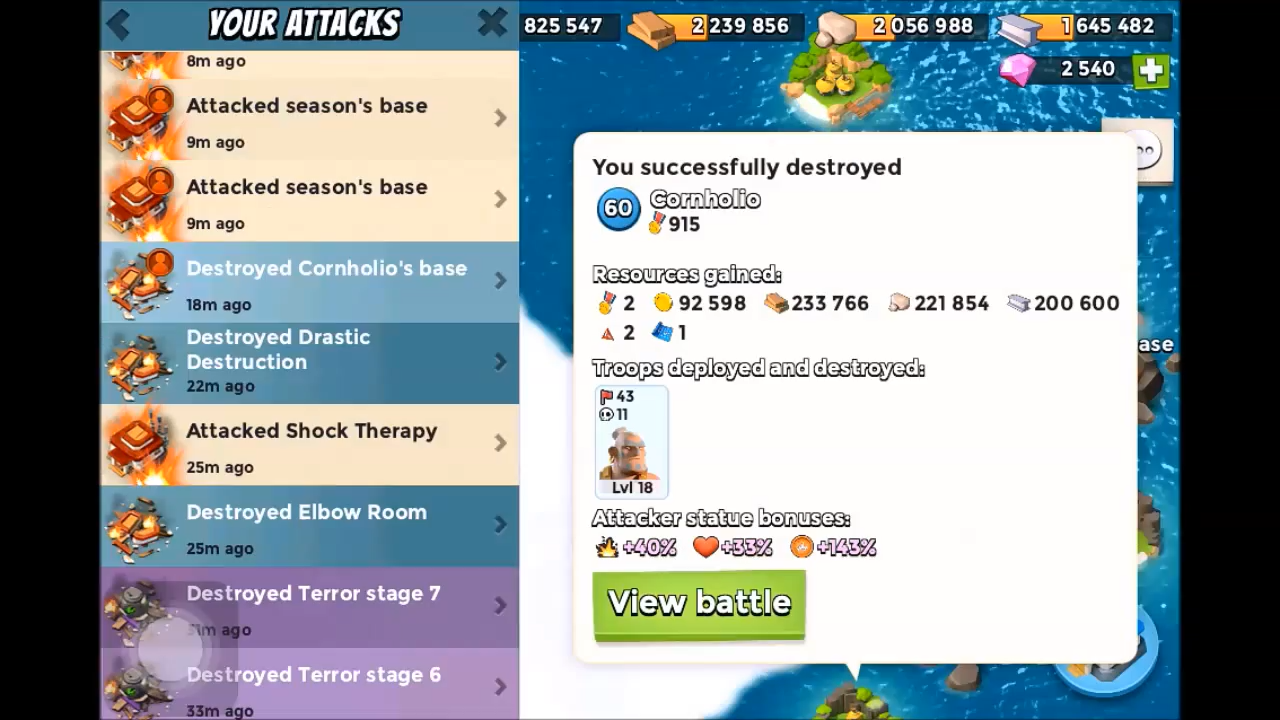 YOUR ATTACKS
825 547
2 239 856
2 056 988
1 645 482
2 540
8m ago
Attacked season's base
9m ago
Attacked season's base
9m ago
Destroyed Cornholio's base
18m ago
Destroyed Drastic
Destruction
22m ago
Attacked Shock Therapy
25m ago
Destroyed Elbow Room
25m ago
Destroyed Terror stage 7
Destroyed Terror stage 6
33m ago
You successfully destroyed
60
Cornholio
915
Resources gained:
2 92 598 233 766 221 854 200 600
2 1
Troops deployed and destroyed:
43
11
Lvl 18
Attacker statue bonuses:
+40% +33% +143%
View battle
ase